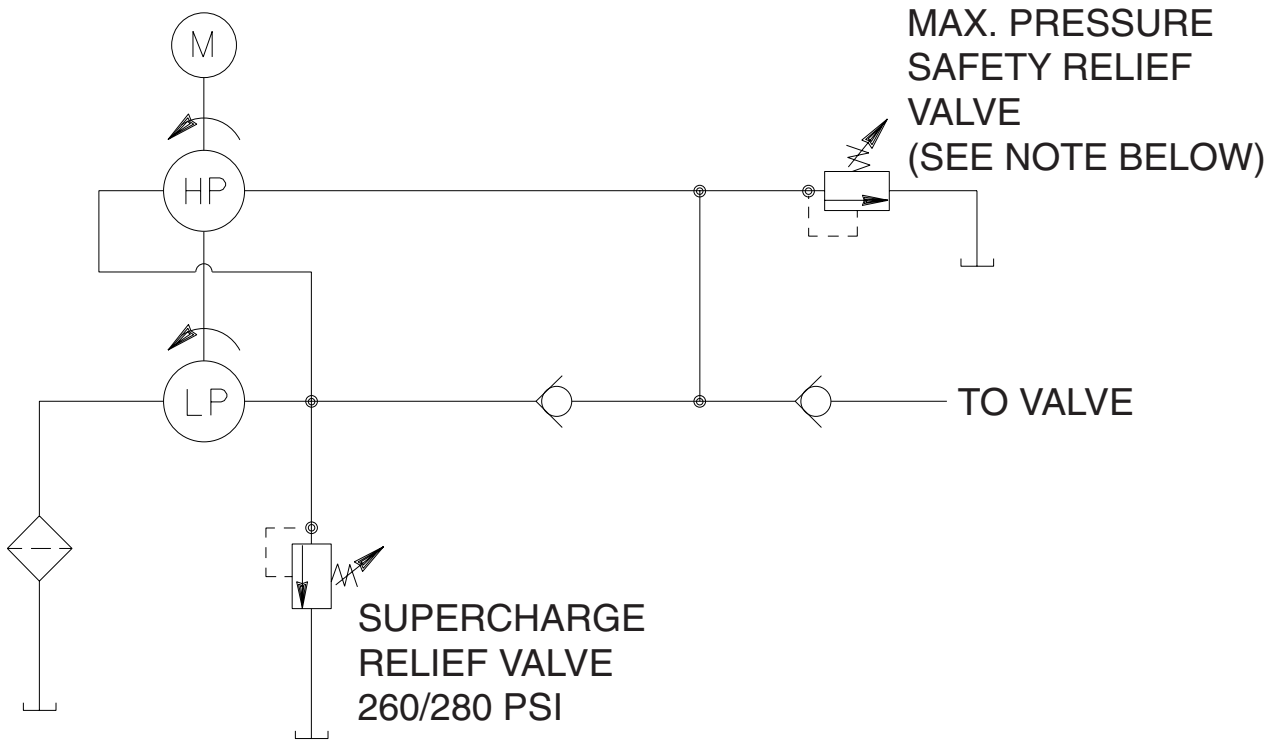 M
MAX. PRESSURE
SAFETY RELIEF
VALVE
(SEE NOTE BELOW)
HP
LP
TO VALVE
SUPERCHARGE
RELIEF VALVE
260/280 PSI